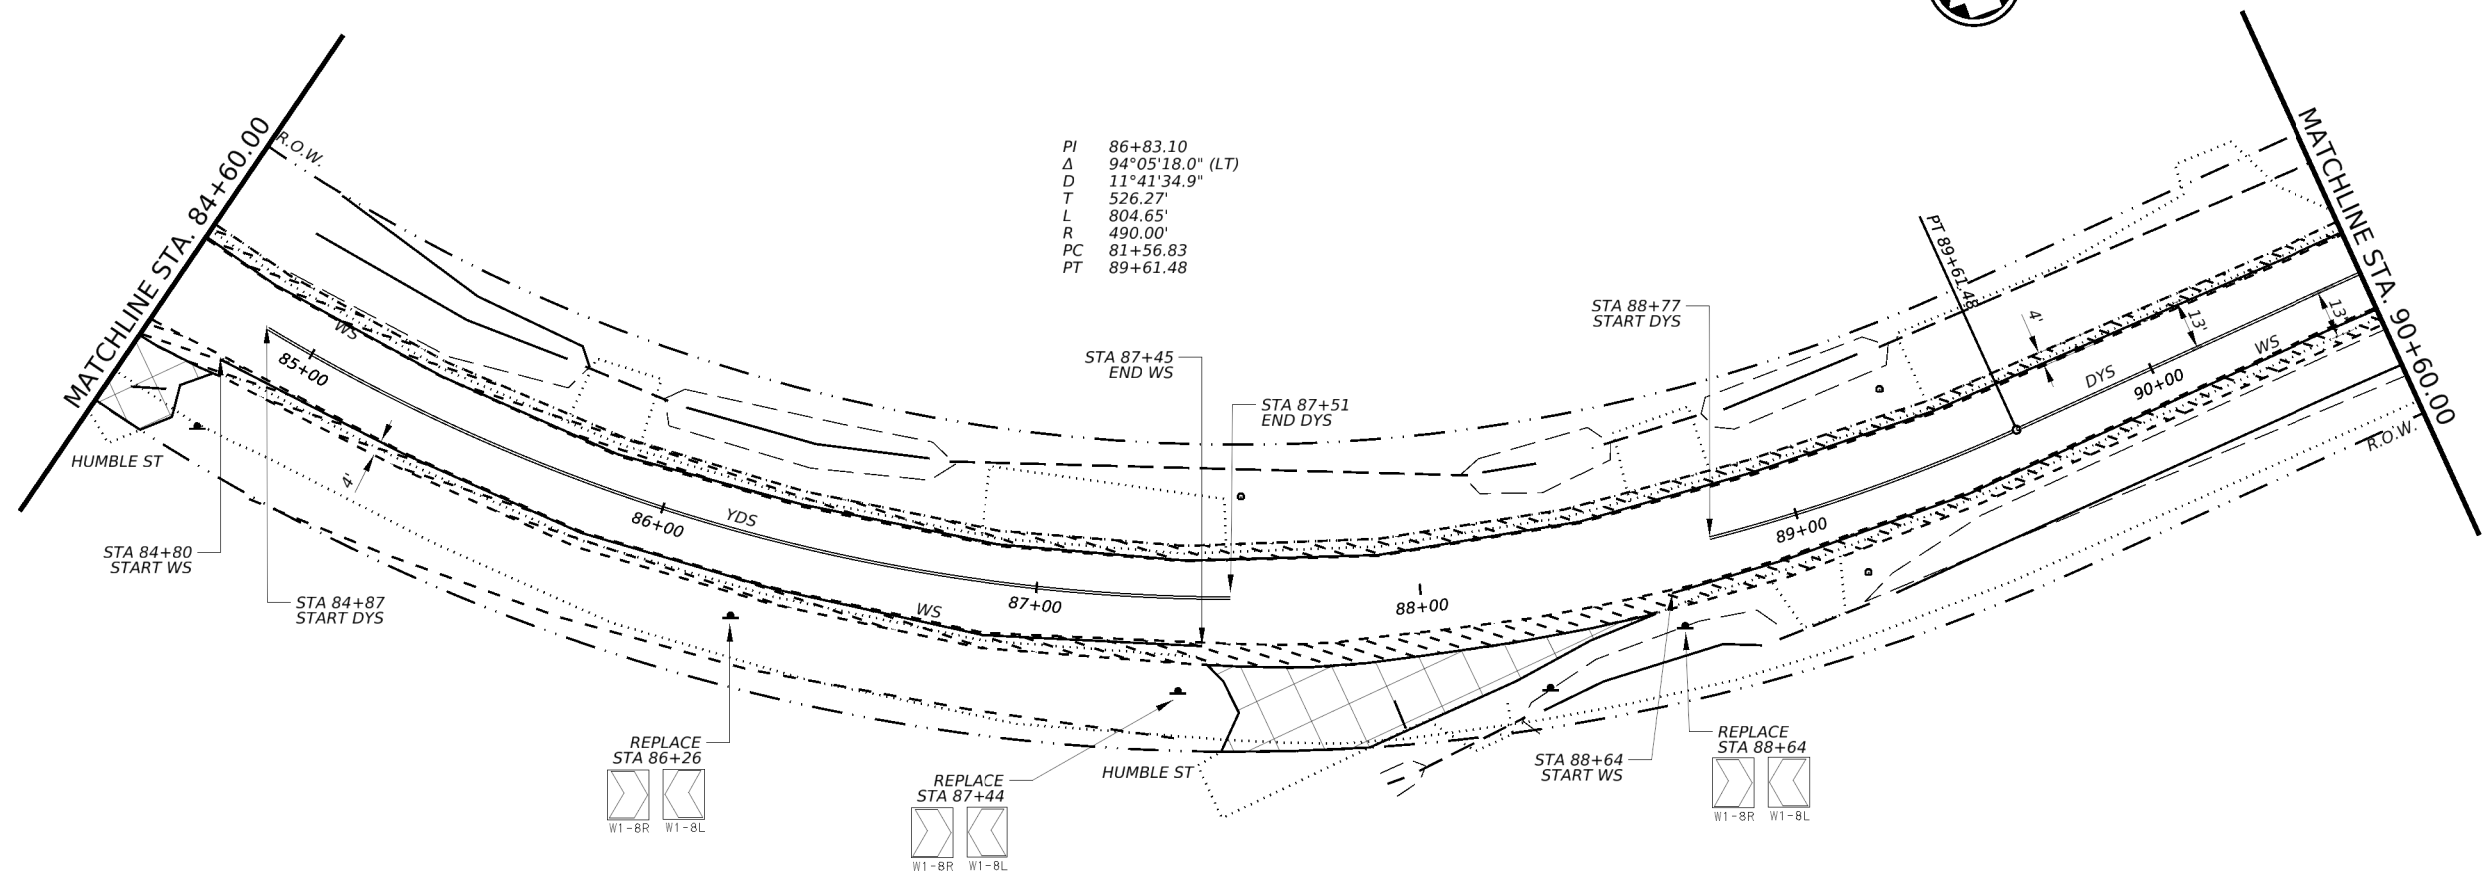 MATCHLINE STA. 84+60.00
R.O.W.
PI 86+83.10
Δ 94°05'18.0" (LT)
D 11°41'34.9"
T 526.27'
L 804.65'
R 490.00'
PC 81+56.83
PT 89+61.48
MATCHLINE STA. 90+60.00
PT 89+61.48
STA 88+77
START DYS
4'
13'
13'
WS
DYS
90+00
R.O.W.
STA 87+45
END WS
STA 87+51
END DYS
WS
85+00
HUMBLE ST
4'
86+00
YDS
STA 84+80
START WS
STA 84+87
START DYS
WS
87+00
88+00
89+00
REPLACE
STA 86+26
W1-8R W1-8L
REPLACE
STA 87+44
W1-8R W1-8L
HUMBLE ST
STA 88+64
START WS
REPLACE
STA 88+64
W1-8R W1-8L